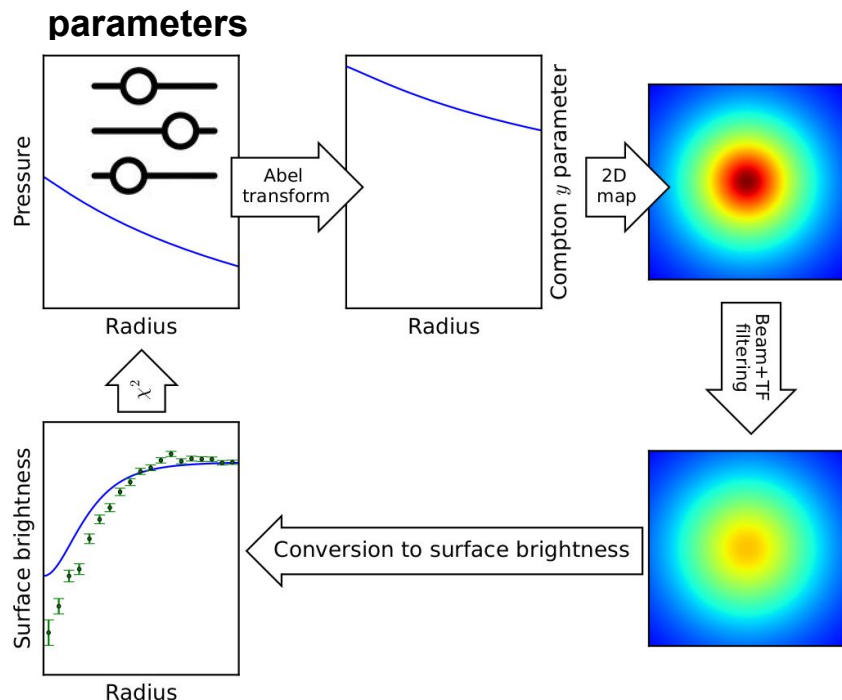 parameters
Pressure
Radius
Abel
transform
Compton y parameter
Radius
2D
map
Beam+TF
filtering
Conversion to surface brightness
Surface brightness
Radius
χ²